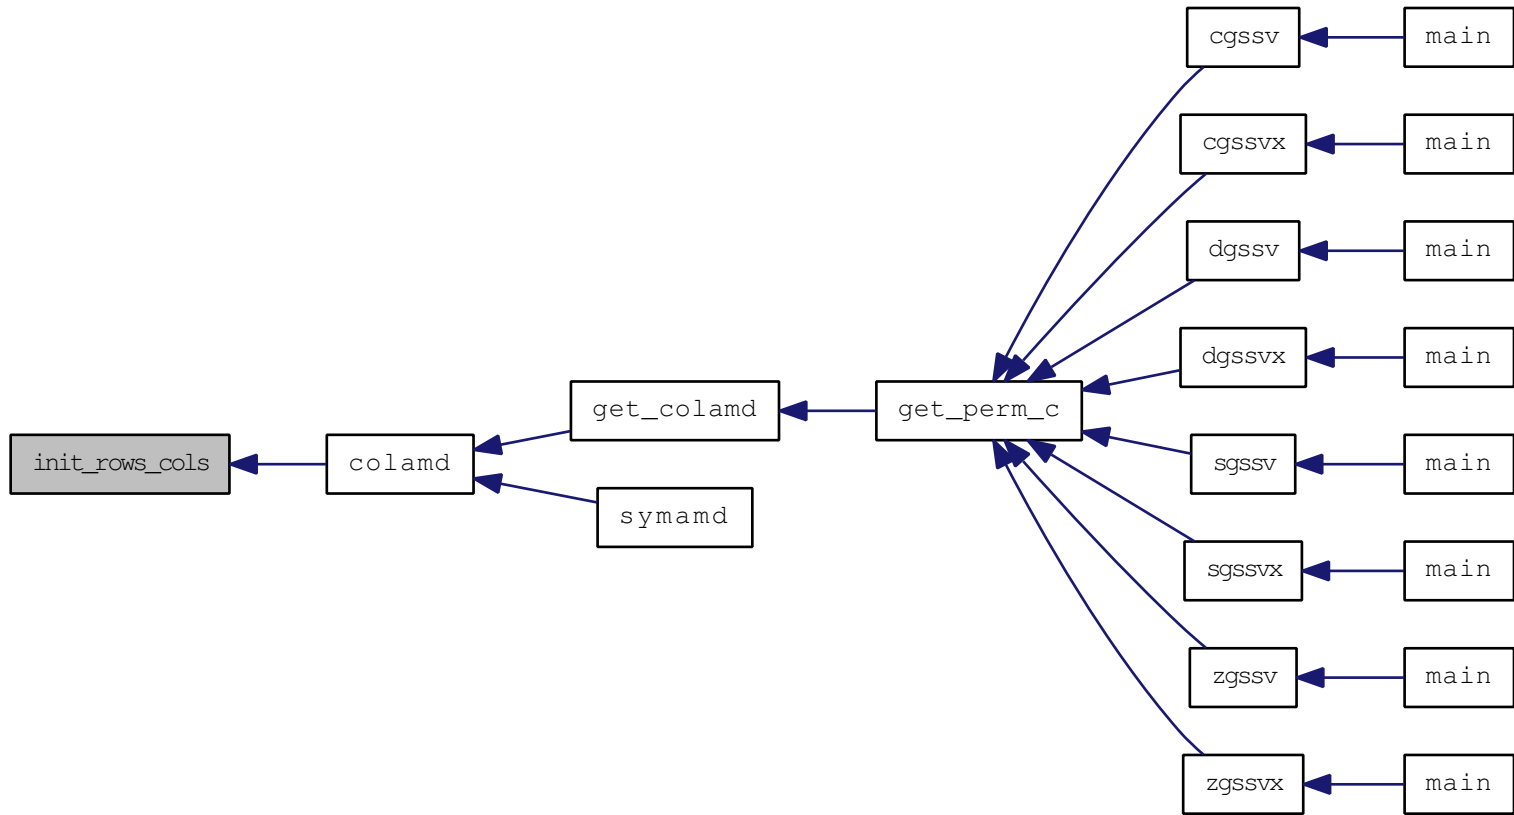 cgssv
main
cgssvx
main
dgssv
main
dgssvx
main
get_colamd
get_perm_c
init_rows_cols
colamd
sgssv
main
symamd
sgssvx
main
zgssv
main
zgssvx
main